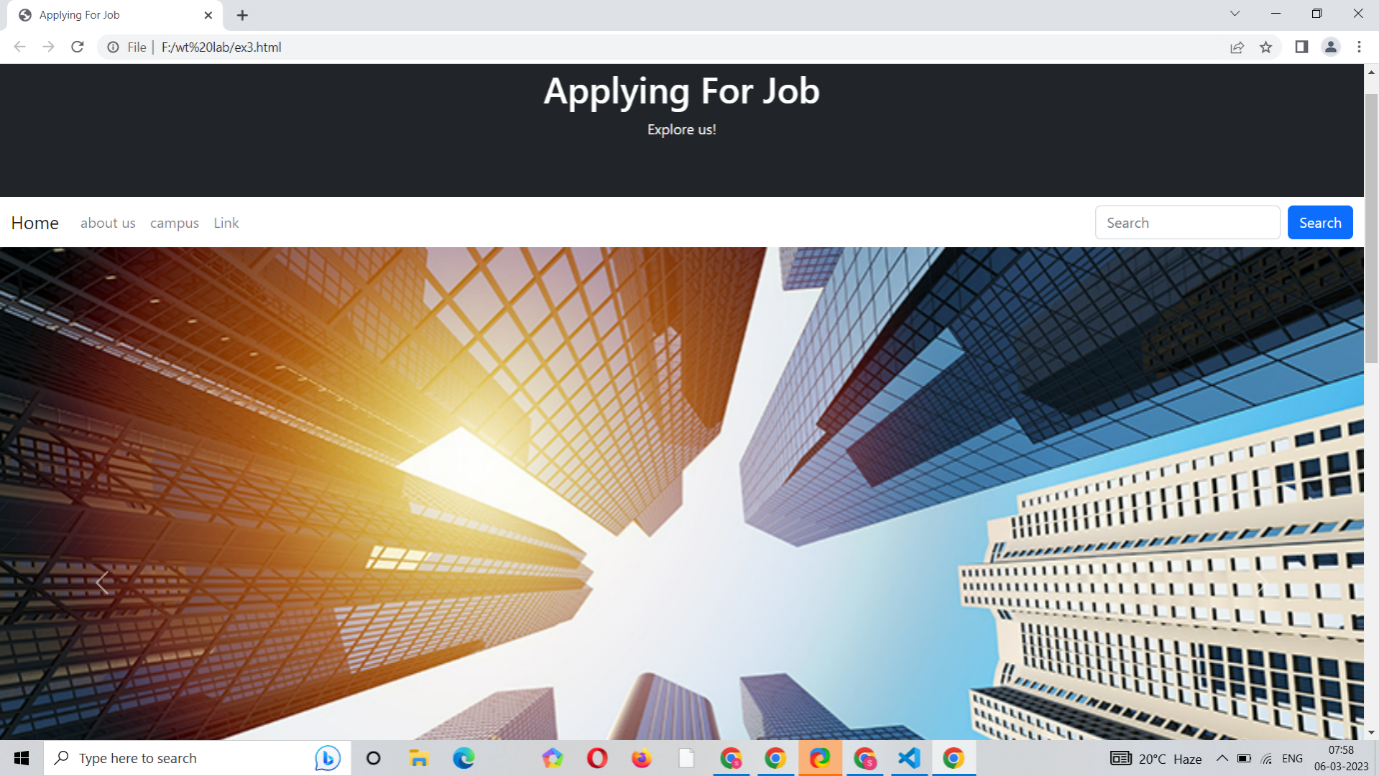 Applying For Job
File | F:/wt%20lab/ex3.html
Applying For Job
Explore us!
Home about us campus Link Search Search
Type here to search 20°C Haze ENG 07:58
06-03-2023